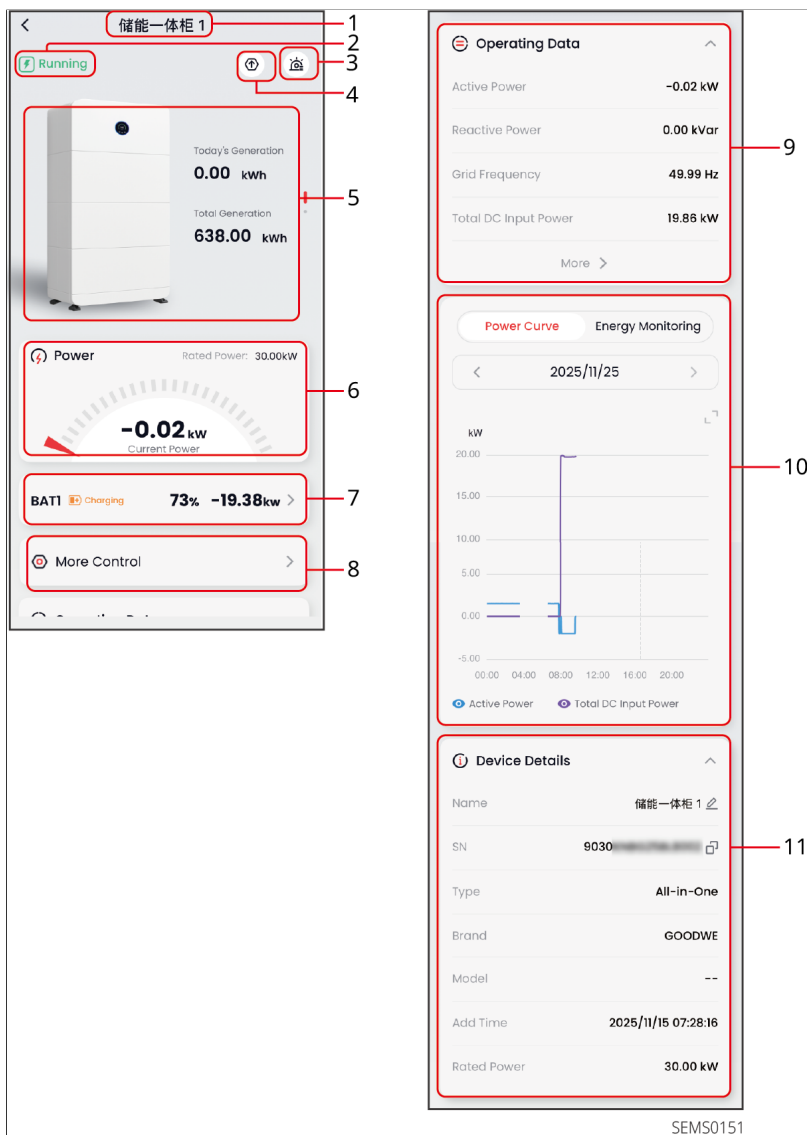 储能一体柜 1
1
2
Running
3
4
Today's Generation
0.00 kWh
5
Total Generation
638.00 kWh
Power
Rated Power: 30.00kW
6
-0.02 kW
Current Power
BAT1 Charging 73% -19.38kw
7
More Control
8
Operating Data
Active Power -0.02 kW
Reactive Power 0.00 kVar
9
Grid Frequency 49.99 Hz
Total DC Input Power 19.86 kW
More
Power Curve Energy Monitoring
2025/11/25
kW
20.00
10
15.00
10.00
5.00
0.00
-5.00
00:00 04:00 08:00 12:00 16:00 20:00
Active Power Total DC Input Power
Device Details
Name 储能一体柜 1
SN 9030
11
Type All-in-One
Brand GOODWE
Model --
Add Time 2025/11/15 07:28:16
Rated Power 30.00 kW
SEMS0151